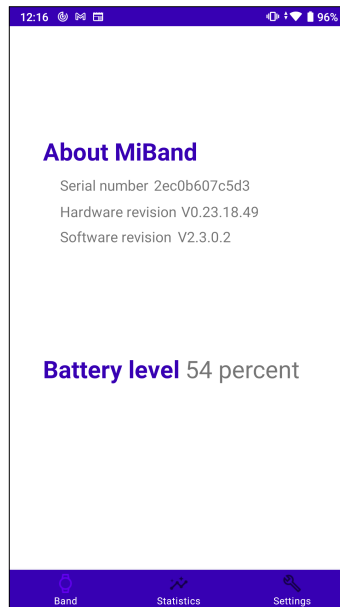 12:16 96%
About MiBand
Serial number 2ec0b607c5d3
Hardware revision V0.23.18.49
Software revision V2.3.0.2
Battery level 54 percent
Band Statistics Settings